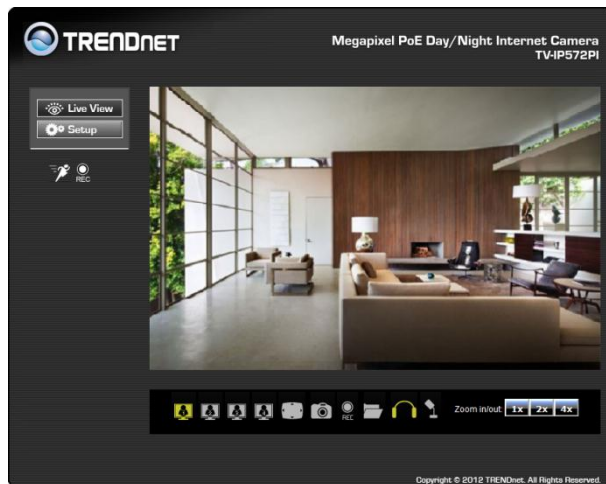 TRENDNET
Megapixel PoE Day/Night Internet Camera
TV-IP572PI
Live View
Setup
REC
REC
Zoom in/out
1x 2x 4x
Copyright © 2012 TRENDnet. All Rights Reserved.